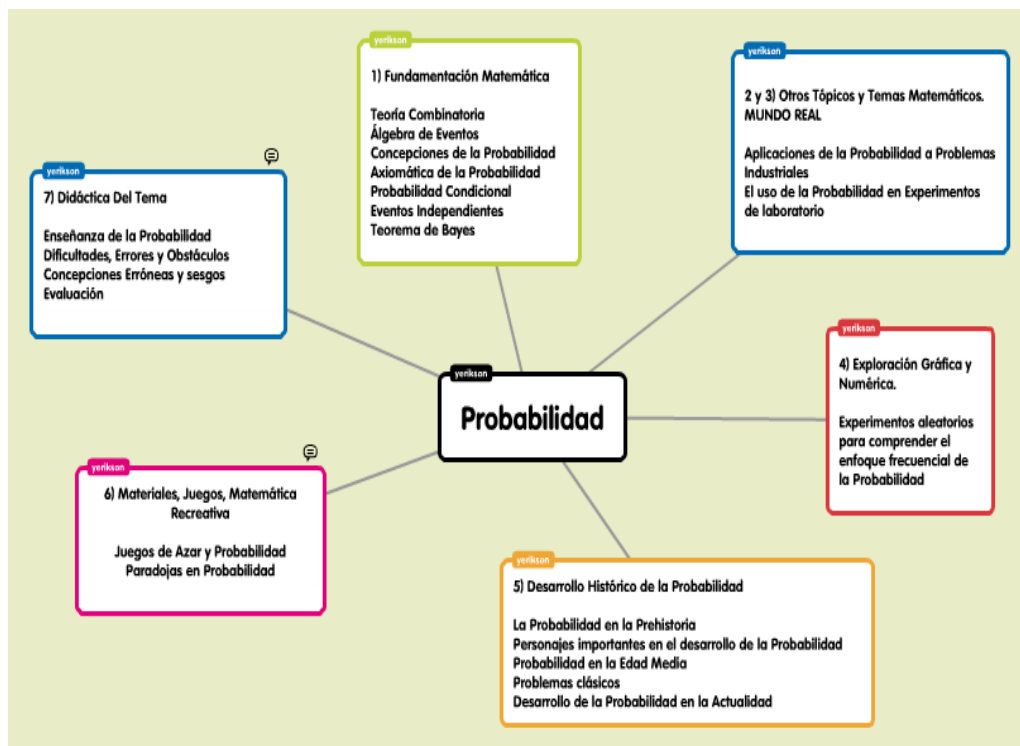 yerikson
1) Fundamentación Matemática
Teoría Combinatoria
Álgebra de Eventos
Concepciones de la Probabilidad
Axiomática de la Probabilidad
Probabilidad Condicional
Eventos Independientes
Teorema de Bayes
yerikson
2 y 3) Otros Tópicos y Temas Matemáticos.
MUNDO REAL
Aplicaciones de la Probabilidad a Problemas
Industriales
El uso de la Probabilidad en Experimentos
de laboratorio
yerikson
7) Didáctica Del Tema
Enseñanza de la Probabilidad
Dificultades, Errores y Obstáculos
Concepciones Erróneas y sesgos
Evaluación
yerikson
4) Exploración Gráfica y
Numérica.
Experimentos aleatorios
para comprender el
enfoque frecuencial de
la Probabilidad
yerikson
Probabilidad
yerikson
6) Materiales, Juegos, Matemática
Recreativa
Juegos de Azar y Probabilidad
Paradojas en Probabilidad
yerikson
5) Desarrollo Histórico de la Probabilidad
La Probabilidad en la Prehistoria
Personajes importantes en el desarrollo de la Probabilidad
Probabilidad en la Edad Media
Problemas clásicos
Desarrollo de la Probabilidad en la Actualidad